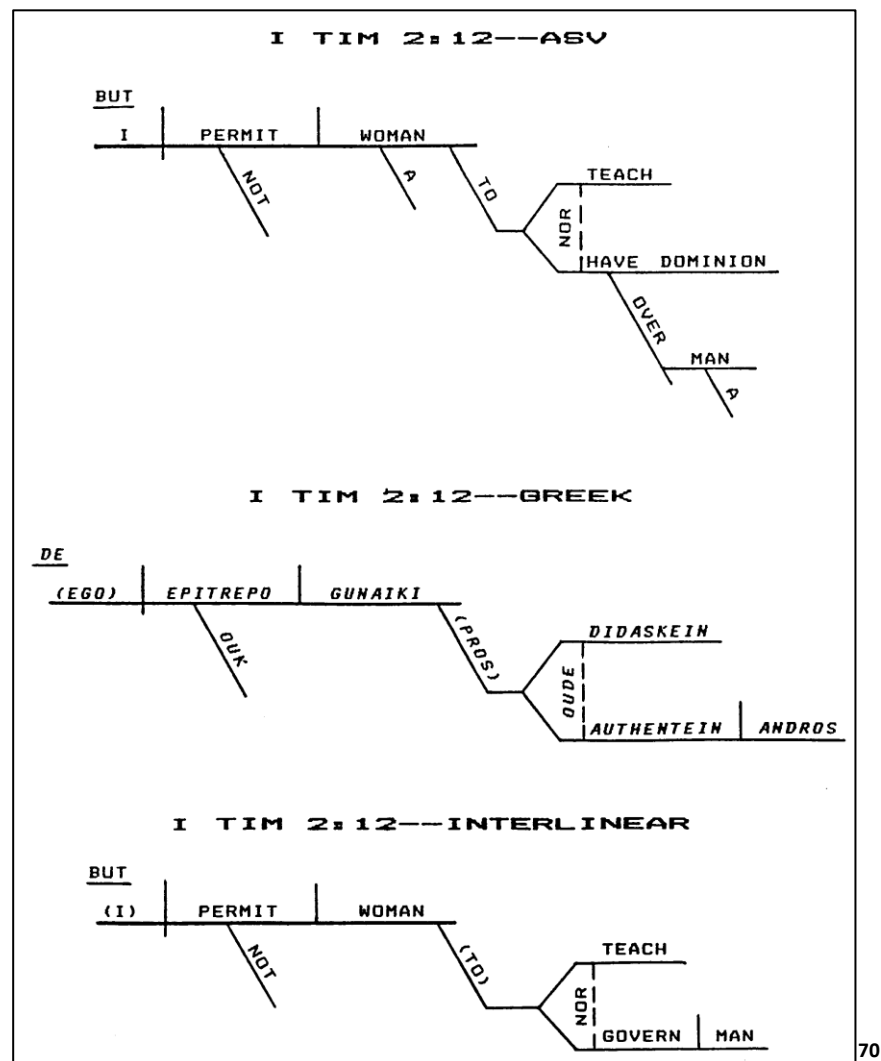 I TIM 2:12--ASV
BUT
I PERMIT WOMAN
NOT A TO
TEACH
NOR
HAVE DOMINION
OVER
MAN
A
I TIM 2:12--GREEK
DE
(EGO) EPITREPO GUNAIKI
OUK (PROS)
DIDASKEIN
OUDE
AUTHENTEIN ANDROS
I TIM 2:12--INTERLINEAR
BUT
(I) PERMIT WOMAN
NOT (TO)
TEACH
NOR
GOVERN MAN
70